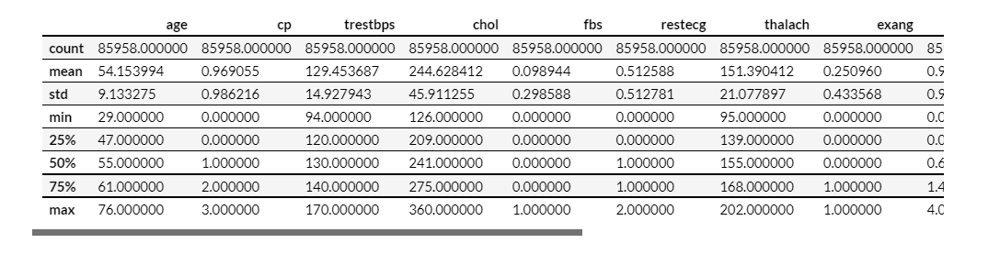 age cp trestbps chol fbs restecg thalach exang
count 85958.000000 85958.000000 85958.000000 85958.000000 85958.000000 85958.000000 85958.000000 85958.000000 85
mean 54.153994 0.969055 129.453687 244.628412 0.098944 0.512588 151.390412 0.250960 0.9
std 9.133275 0.986216 14.927943 45.911255 0.298588 0.512781 21.077897 0.433568 0.9
min 29.000000 0.000000 94.000000 126.000000 0.000000 0.000000 95.000000 0.000000 0.0
25% 47.000000 0.000000 120.000000 209.000000 0.000000 0.000000 139.000000 0.000000 0.0
50% 55.000000 1.000000 130.000000 241.000000 0.000000 1.000000 155.000000 0.000000 0.6
75% 61.000000 2.000000 140.000000 275.000000 0.000000 1.000000 168.000000 1.000000 1.4
max 76.000000 3.000000 170.000000 360.000000 1.000000 2.000000 202.000000 1.000000 4.0